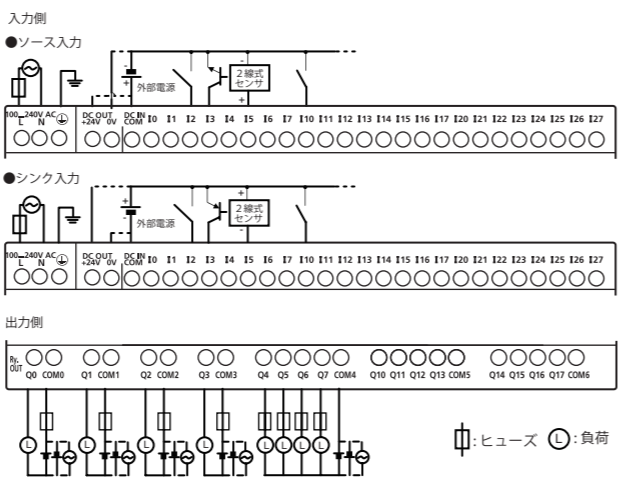 入力側
●ソース入力
- +
外部電源
-
2線式
センサ
+
100-240V AC
L N
DC OUT
+24V 0V
DC IN
COM
I0 I1 I2 I3 I4 I5 I6 I7 I10 I11 I12 I13 I14 I15 I16 I17 I20 I21 I22 I23 I24 I25 I26 I27
●シンク入力
+ -
外部電源
+
2線式
センサ
-
100-240V AC
L N
DC OUT
+24V 0V
DC IN
COM
I0 I1 I2 I3 I4 I5 I6 I7 I10 I11 I12 I13 I14 I15 I16 I17 I20 I21 I22 I23 I24 I25 I26 I27
出力側
Ry.
OUT
Q0 COM0 Q1 COM1 Q2 COM2 Q3 COM3 Q4 Q5 Q6 Q7 COM4 Q10 Q11 Q12 Q13 COM5 Q14 Q15 Q16 Q17 COM6
L L L L L L L L
:ヒューズ L :負荷